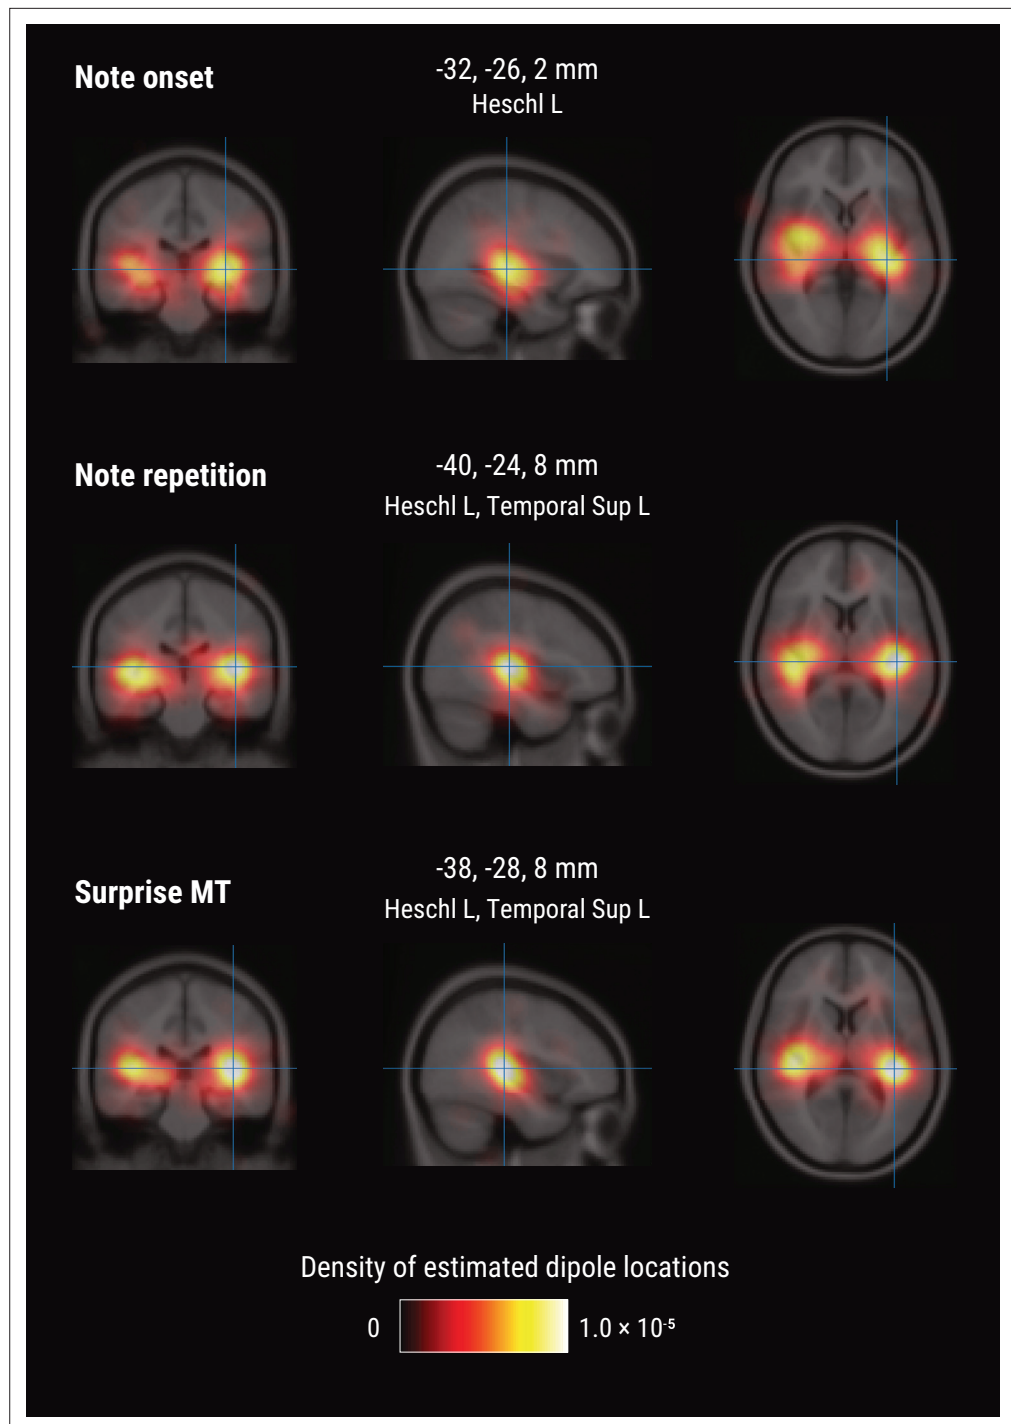 Note onset
-32, -26, 2 mm
Heschl L
Note repetition
-40, -24, 8 mm
Heschl L, Temporal Sup L
Surprise MT
-38, -28, 8 mm
Heschl L, Temporal Sup L
Density of estimated dipole locations
0
1.0 × 10⁻⁵